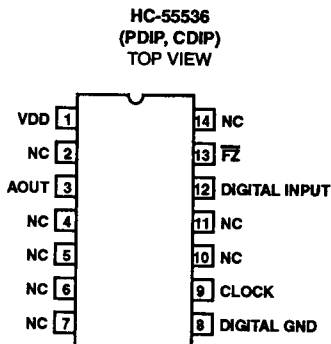 HC-55536
(PDIP, CDIP)
TOP VIEW
VDD 1
NC 2
AOUT 3
NC 4
NC 5
NC 6
NC 7
14 NC
13 F̅Z̅
12 DIGITAL INPUT
11 NC
10 NC
9 CLOCK
8 DIGITAL GND